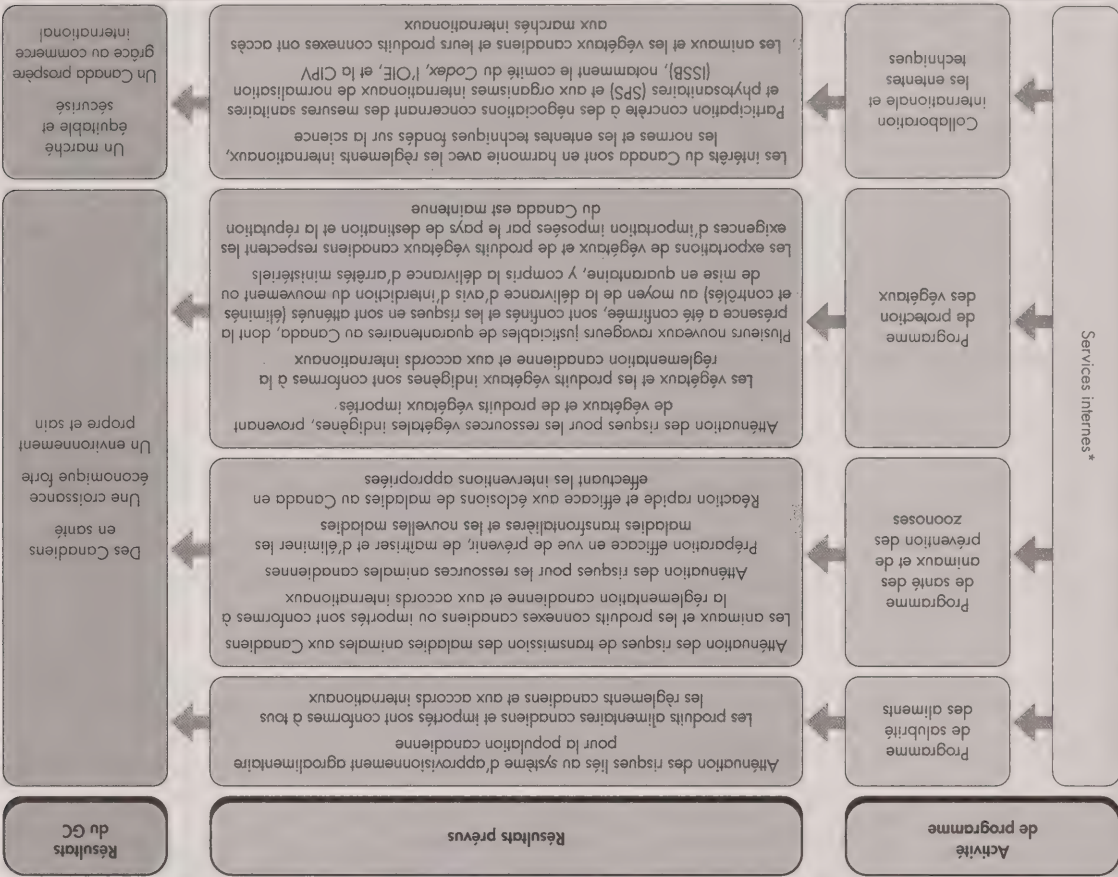 Activité
de programme
Résultats prévus
Résultats
du GC
Services internes*
Programme
de salubrité
des aliments
Atténuation des risques liés au système d'approvisionnement agroalimentaire
pour la population canadienne
Les produits alimentaires canadiens et importés sont conformes à tous
les règlements canadiens et aux accords internationaux
Programme
de santé des
animaux et de
prévention des
zoonoses
Atténuation des risques de transmission des maladies animales aux Canadiens
Les animaux et les produits connexes canadiens ou importés sont conformes à
la réglementation canadienne et aux accords internationaux
Atténuation des risques pour les ressources animales canadiennes
Préparation efficace en vue de prévenir, de maîtriser et d'éliminer les
maladies transfrontalières et les nouvelles maladies
Réaction rapide et efficace aux éclosions de maladies au Canada en
effectuant les interventions appropriées
Programme
de protection
des végétaux
Atténuation des risques pour les ressources végétales indigènes, provenant
de végétaux et de produits végétaux importés
Les végétaux et les produits végétaux indigènes sont conformes à la
réglementation canadienne et aux accords internationaux
Plusieurs nouveaux ravageurs justiciables de quarantenaires au Canada, dont la
présence a été confirmée, sont confinés et les risques en sont atténués (éliminés
et contrôlés) au moyen de la délivrance d'avis d'interdiction du mouvement ou
de mise en quarantaine, y compris la délivrance d'arrêtés ministériels
Les exportations de végétaux et de produits végétaux canadiens respectent les
exigences d'importation imposées par le pays de destination et la réputation
du Canada est maintenue
Des Canadiens
en santé
Une croissance
économique forte
Un environnement
propre et sain
Collaboration
internationale et
les ententes
techniques
Les intérêts du Canada sont en harmonie avec les règlements internationaux,
les normes et les ententes techniques fondés sur la science
Participation concrète à des négociations concernant des mesures sanitaires
et phytosanitaires (SPS) et aux organismes internationaux de normalisation
(ISSB), notamment le comité du Codex, l'OIE, et la CIPV
Les animaux et les végétaux canadiens et leurs produits connexes ont accès
aux marchés internationaux
Un marché
équitable et
sécurisé
Un Canada prospère
grâce au commerce
international